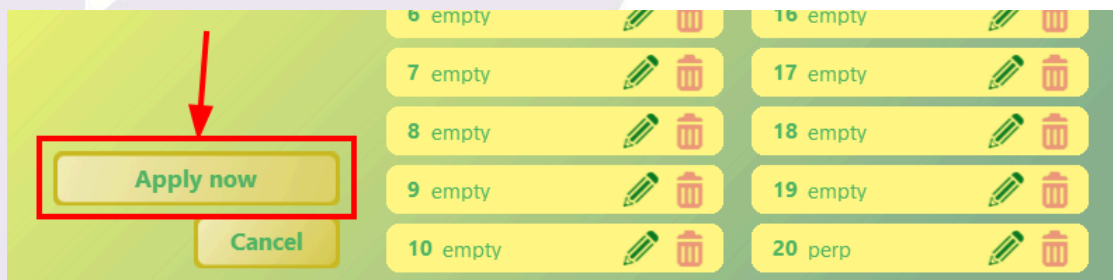 6 empty
16 empty
7 empty
17 empty
8 empty
18 empty
Apply now
9 empty
19 empty
Cancel
10 empty
20 perp